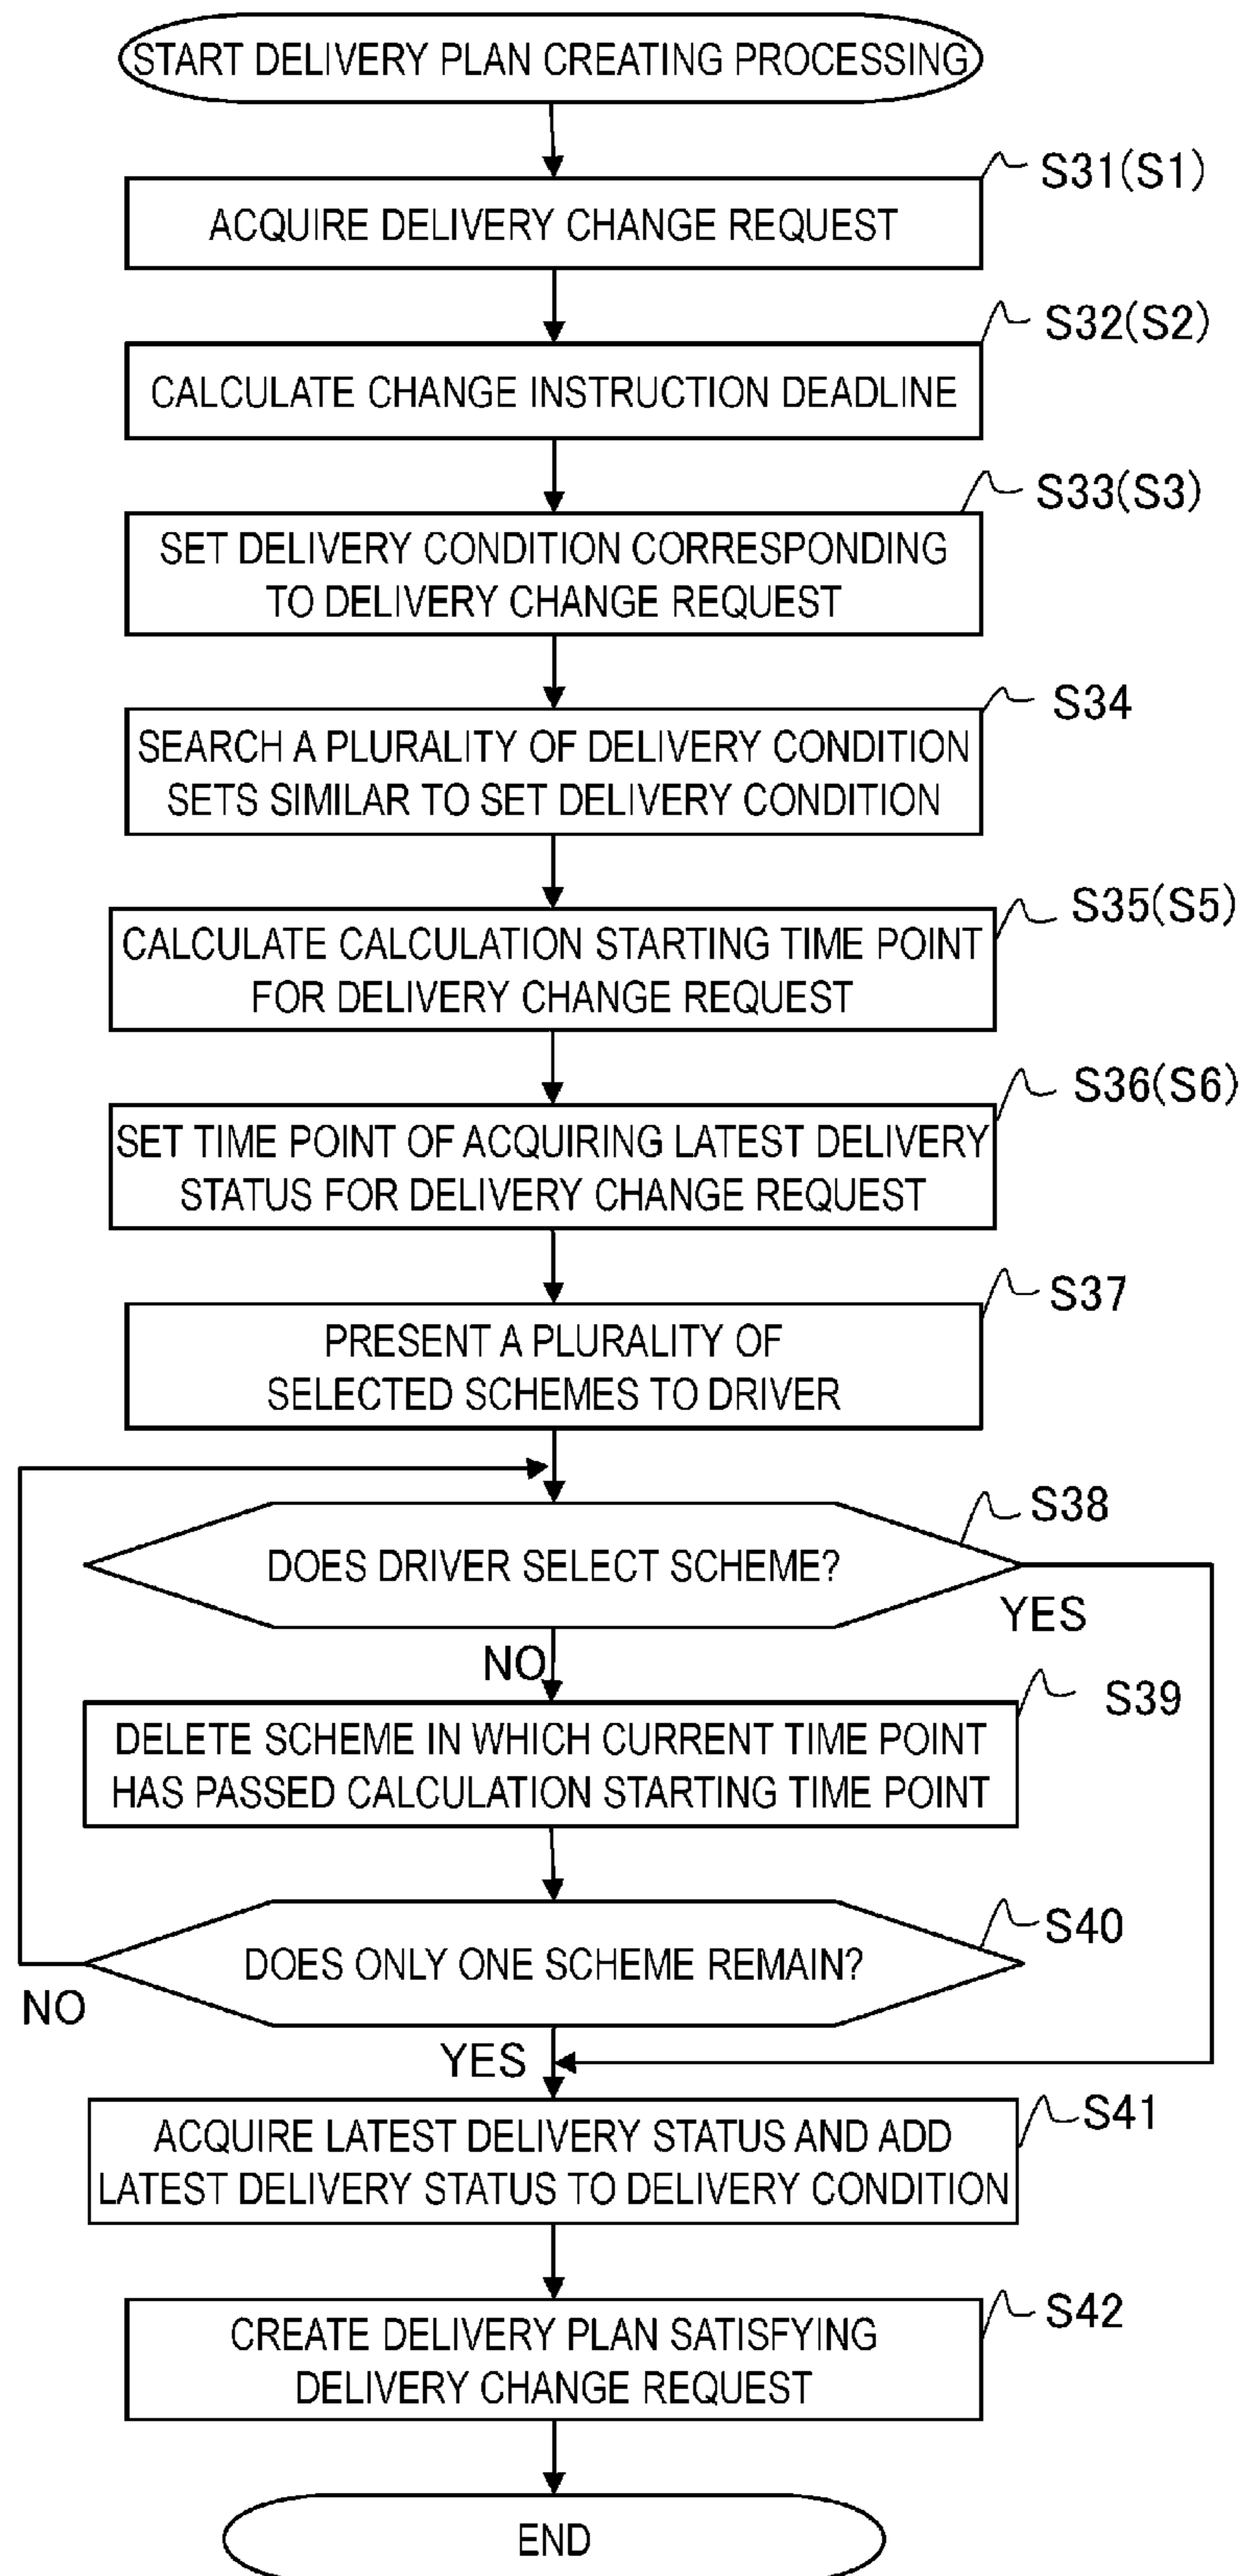 START DELIVERY PLAN CREATING PROCESSING
S31(S1)
ACQUIRE DELIVERY CHANGE REQUEST
S32(S2)
CALCULATE CHANGE INSTRUCTION DEADLINE
S33(S3)
SET DELIVERY CONDITION CORRESPONDING
TO DELIVERY CHANGE REQUEST
S34
SEARCH A PLURALITY OF DELIVERY CONDITION
SETS SIMILAR TO SET DELIVERY CONDITION
S35(S5)
CALCULATE CALCULATION STARTING TIME POINT
FOR DELIVERY CHANGE REQUEST
S36(S6)
SET TIME POINT OF ACQUIRING LATEST DELIVERY
STATUS FOR DELIVERY CHANGE REQUEST
S37
PRESENT A PLURALITY OF
SELECTED SCHEMES TO DRIVER
S38
DOES DRIVER SELECT SCHEME?
YES
NO
S39
DELETE SCHEME IN WHICH CURRENT TIME POINT
HAS PASSED CALCULATION STARTING TIME POINT
S40
DOES ONLY ONE SCHEME REMAIN?
NO
YES
S41
ACQUIRE LATEST DELIVERY STATUS AND ADD
LATEST DELIVERY STATUS TO DELIVERY CONDITION
S42
CREATE DELIVERY PLAN SATISFYING
DELIVERY CHANGE REQUEST
END